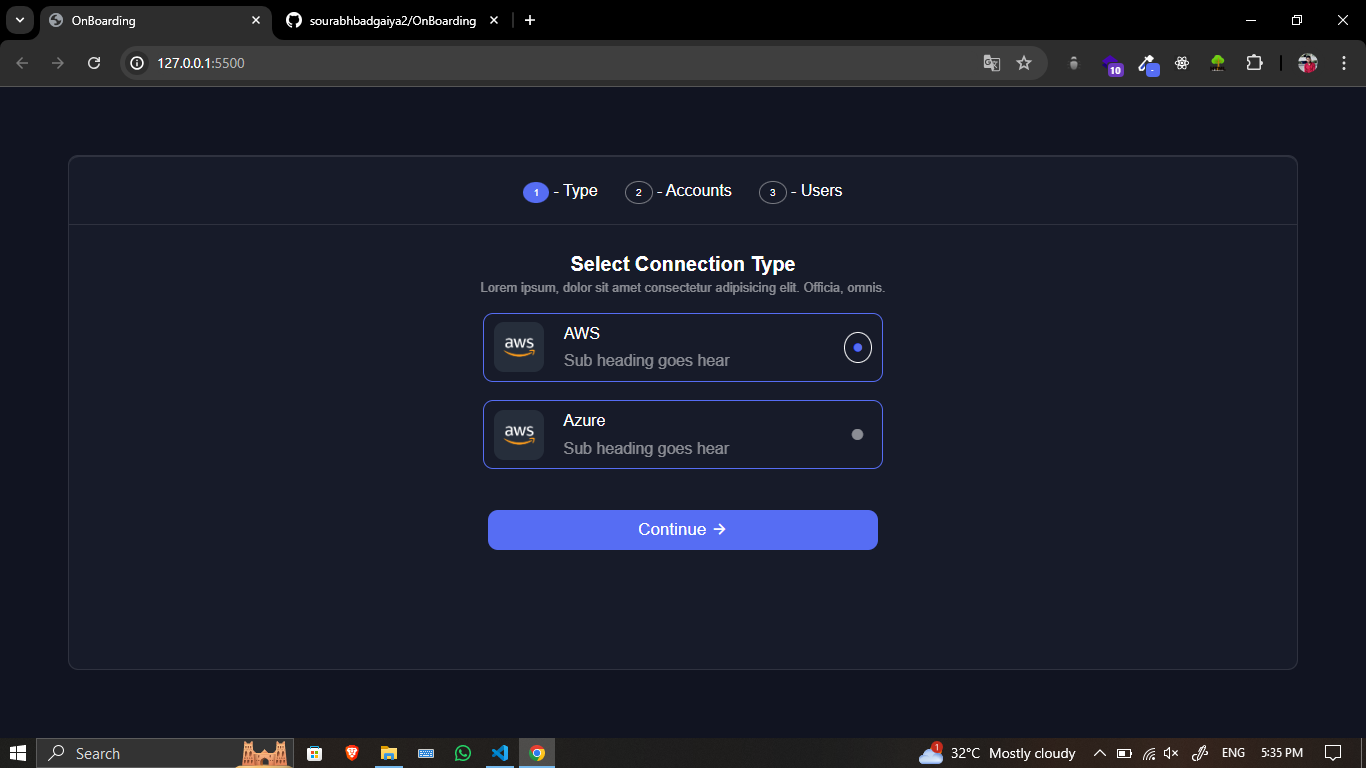 OnBoarding
sourabhbadgaiya2/OnBoarding
127.0.0.1:5500
10
1 - Type 2 - Accounts 3 - Users
Select Connection Type
Lorem ipsum, dolor sit amet consectetur adipisicing elit. Officia, omnis.
aws
AWS
Sub heading goes hear
aws
Azure
Sub heading goes hear
Continue →
Search
1
32°C Mostly cloudy
ENG
5:35 PM